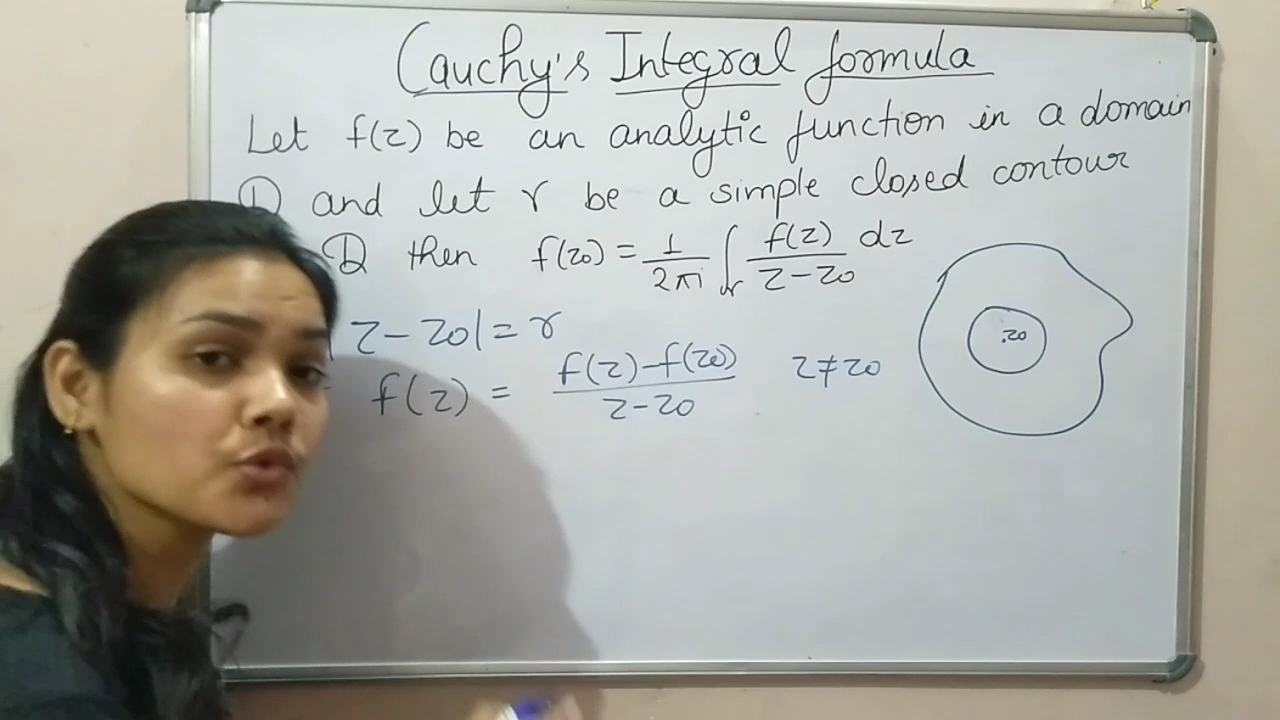 Cauchy's Integral formula
Let f(z) be an analytic function in a domain
D and let r be a simple closed contour
D then f(z0) = 1/2πi ∫r f(z)/z-z0 dz
|z-z0|=r
f(z) = f(z)-f(z0)/z-z0 z≠z0
.z0